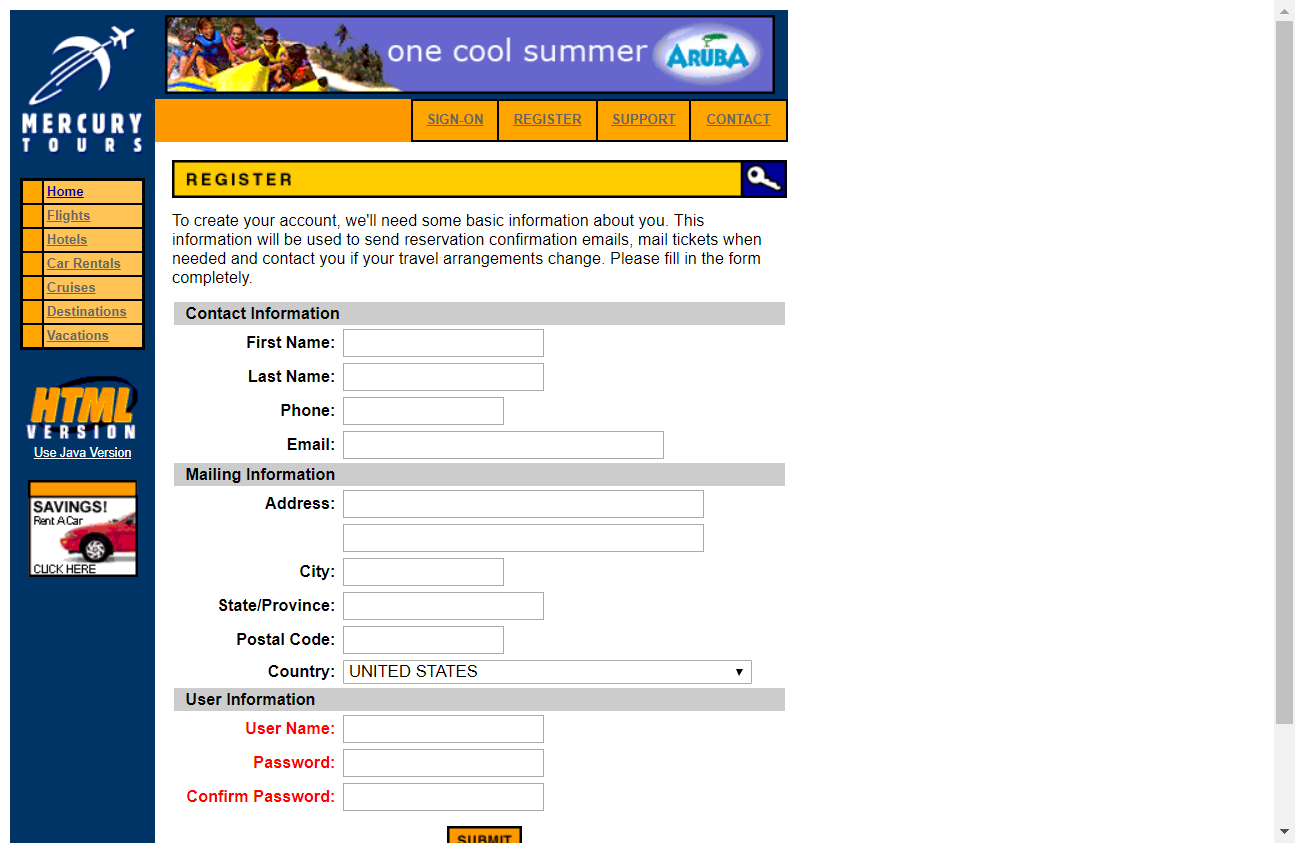 one cool summer ARUBA
MERCURY
TOURS
SIGN-ON REGISTER SUPPORT CONTACT
Home
Flights
Hotels
Car Rentals
Cruises
Destinations
Vacations
HTML
VERSION
Use Java Version
SAVINGS!
Rent A Car
CLICK HERE
REGISTER
To create your account, we'll need some basic information about you. This
information will be used to send reservation confirmation emails, mail tickets when
needed and contact you if your travel arrangements change. Please fill in the form
completely.
Contact Information
First Name:
Last Name:
Phone:
Email:
Mailing Information
Address:
City:
State/Province:
Postal Code:
Country: UNITED STATES
User Information
User Name:
Password:
Confirm Password:
SUBMIT